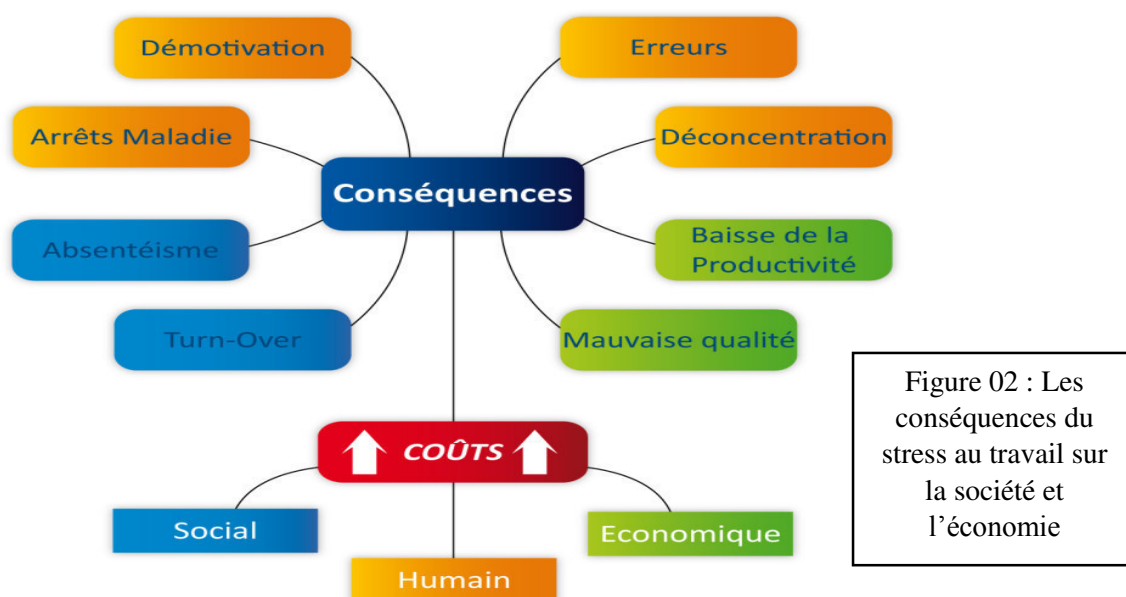 Démotivation
Erreurs
Arrêts Maladie
Déconcentration
Conséquences
Absentéisme
Baisse de la
Productivité
Turn-Over
Mauvaise qualité
COÛTS
Social
Economique
Humain
Figure 02 : Les
conséquences du
stress au travail sur
la société et
l’économie